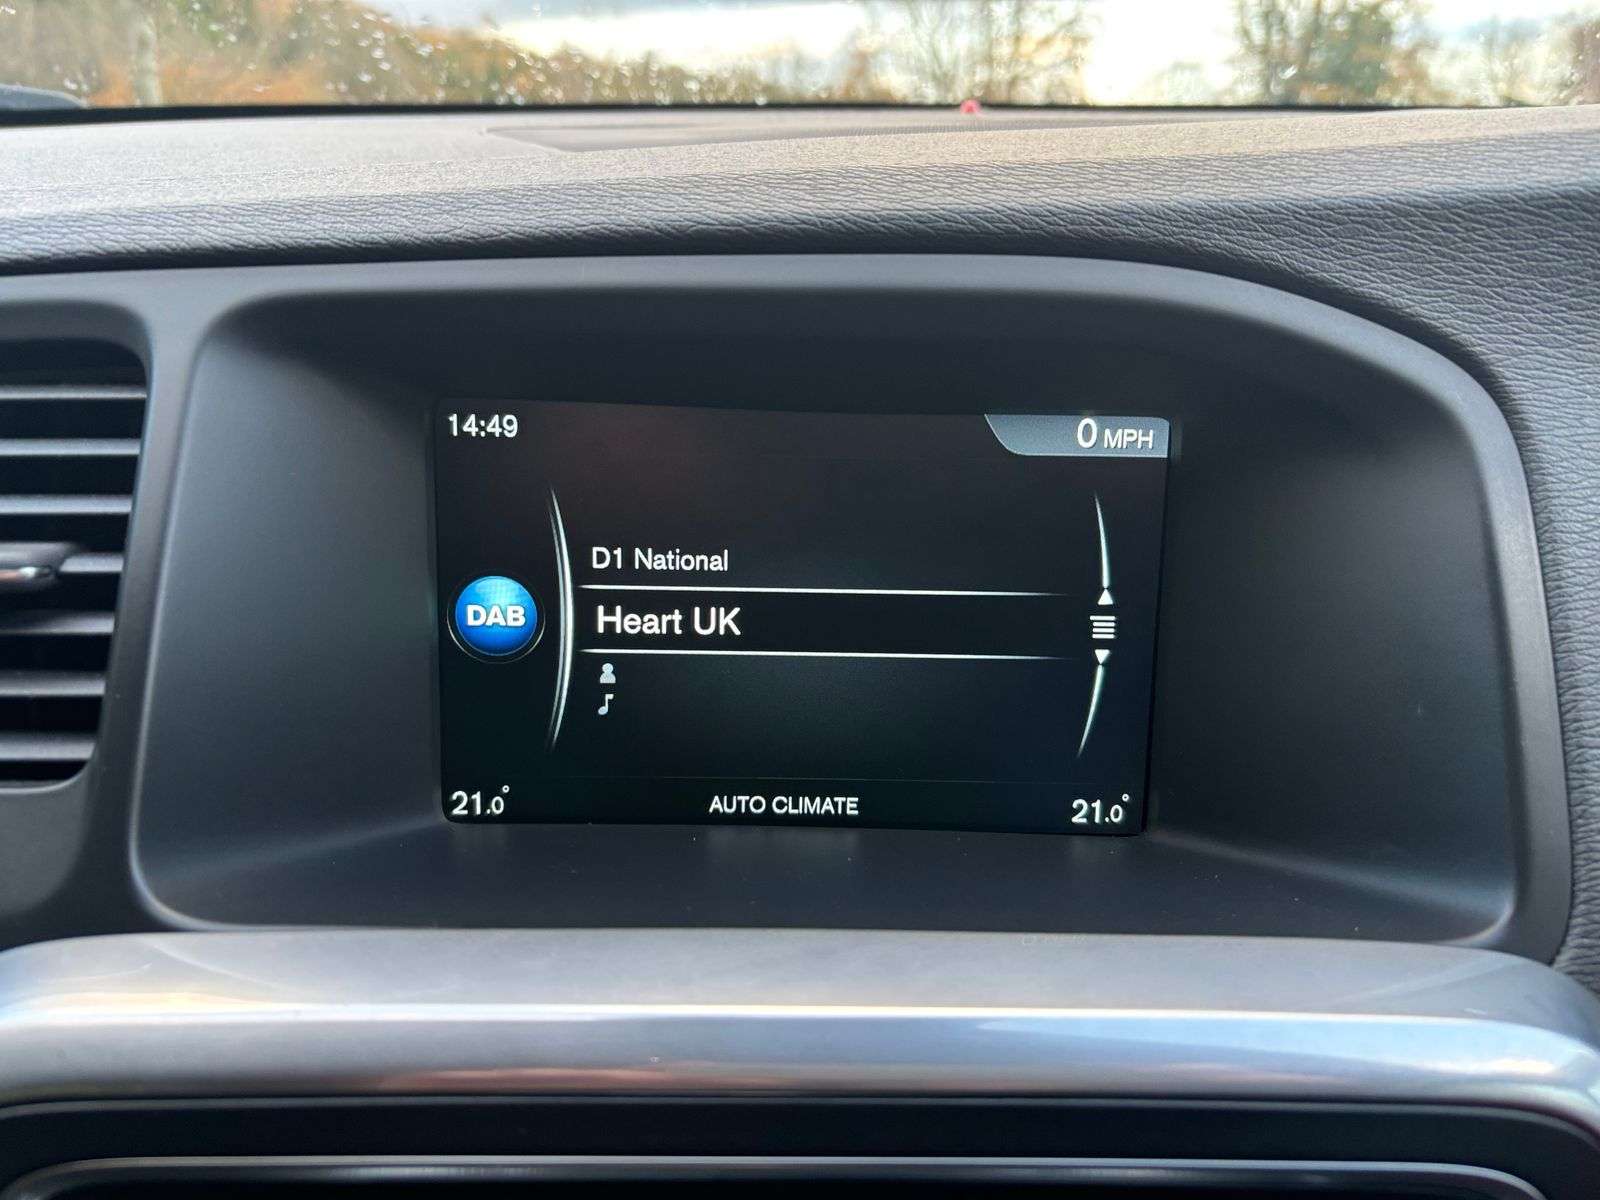 14:49
0 MPH
D1 National
DAB
Heart UK
21.0°
AUTO CLIMATE
21.0°